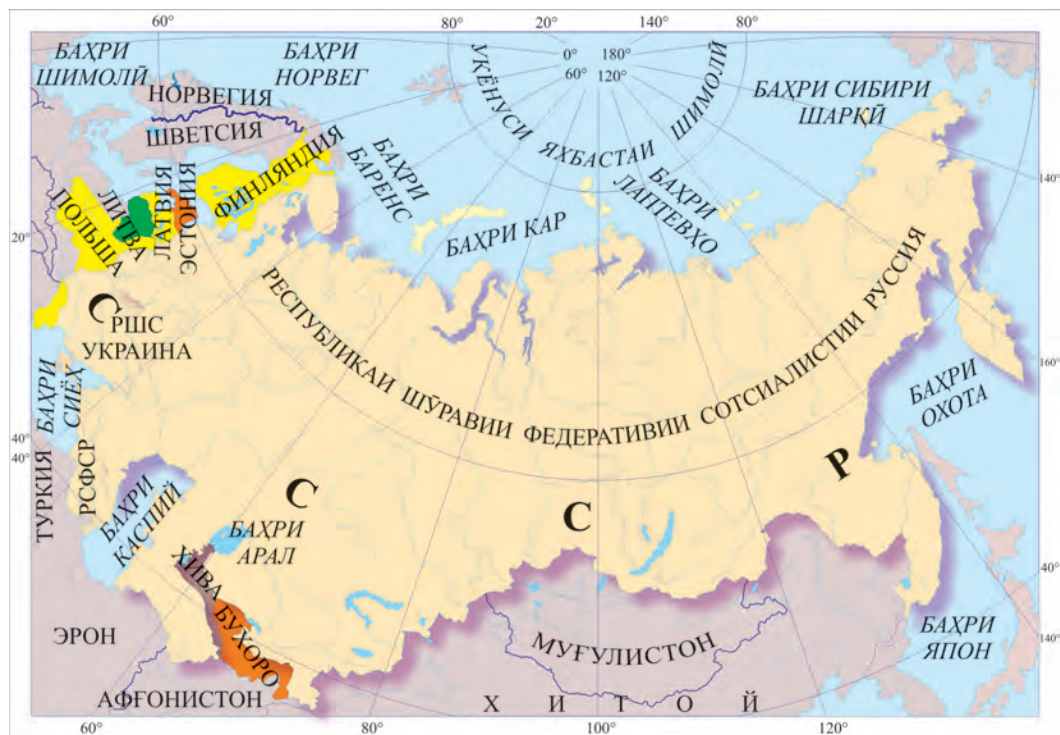 60°
80°
20°
140°
80°
БАҲРИ
ШИМОЛӢ
БАҲРИ
НОРВЕГ
УКЁНУСИ
ЯХБАСТАИ
ШИМОЛӢ
0°
180°
60°
120°
БАҲРИ СИБИРИ
ШАРКӢ
НОРВЕГИЯ
ШВЕТСИЯ
ФИНЛЯНДИЯ
БАҲРИ
БАРЕНС
БАҲРИ КАР
БАҲРИ
ЛАПТЕВҲО
140°
20°
ПОЛЬША
ЛИТВА
ЛАТВИЯ
ЭСТОНИЯ
РЕСПУБЛИКАИ ШӮРАВИИ ФЕДЕРАТИВИИ СОТСИАЛИСТИИ РУССИЯ
С
РШС
УКРАИНА
160°
БАҲРИ
СИЁҲ
БАҲРИ
ОХОТА
40°
40°
ТУРКИЯ
РСФСР
БАҲРИ
КАСПИЙ
С
С
Р
БАҲРИ
АРАЛ
ХИВА
БУХОРО
40°
140°
ЭРОН
АФҒОНИСТОН
МУҒУЛИСТОН
Х И Т О Й
БАҲРИ
ЯПОН
60°
80°
100°
120°